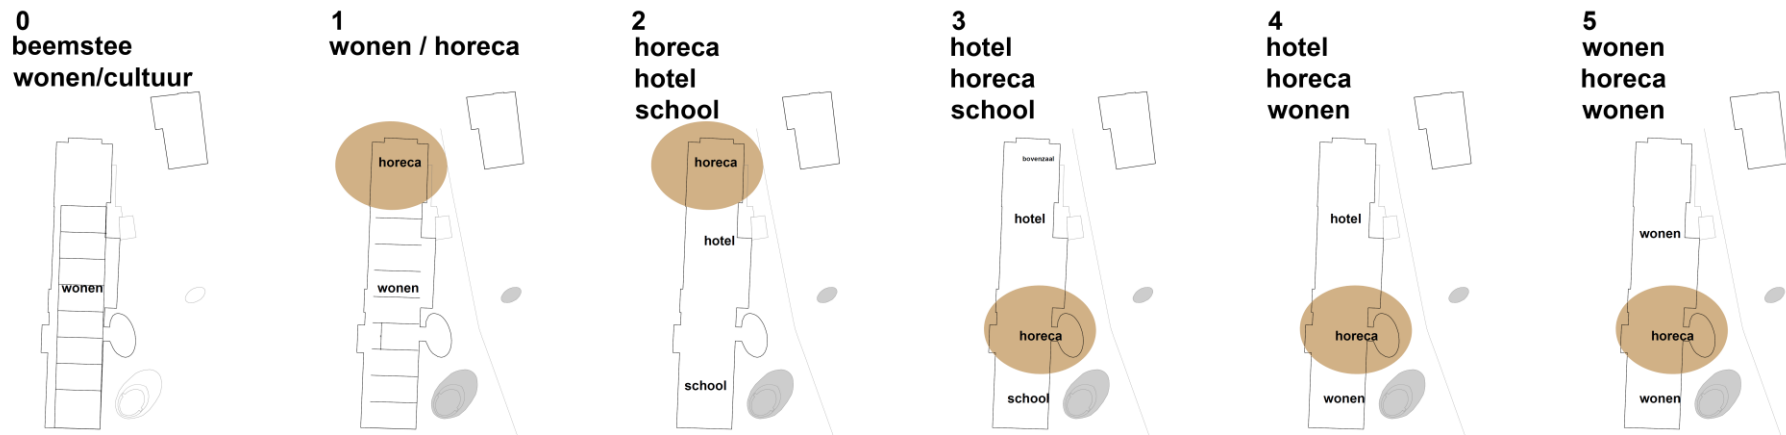 0
beemstee
wonen/cultuur
wonen
1
wonen / horeca
horeca
wonen
2
horeca
hotel
school
horeca
hotel
school
3
hotel
horeca
school
bovenzaal
hotel
horeca
school
4
hotel
horeca
wonen
hotel
horeca
wonen
5
wonen
horeca
wonen
wonen
horeca
wonen